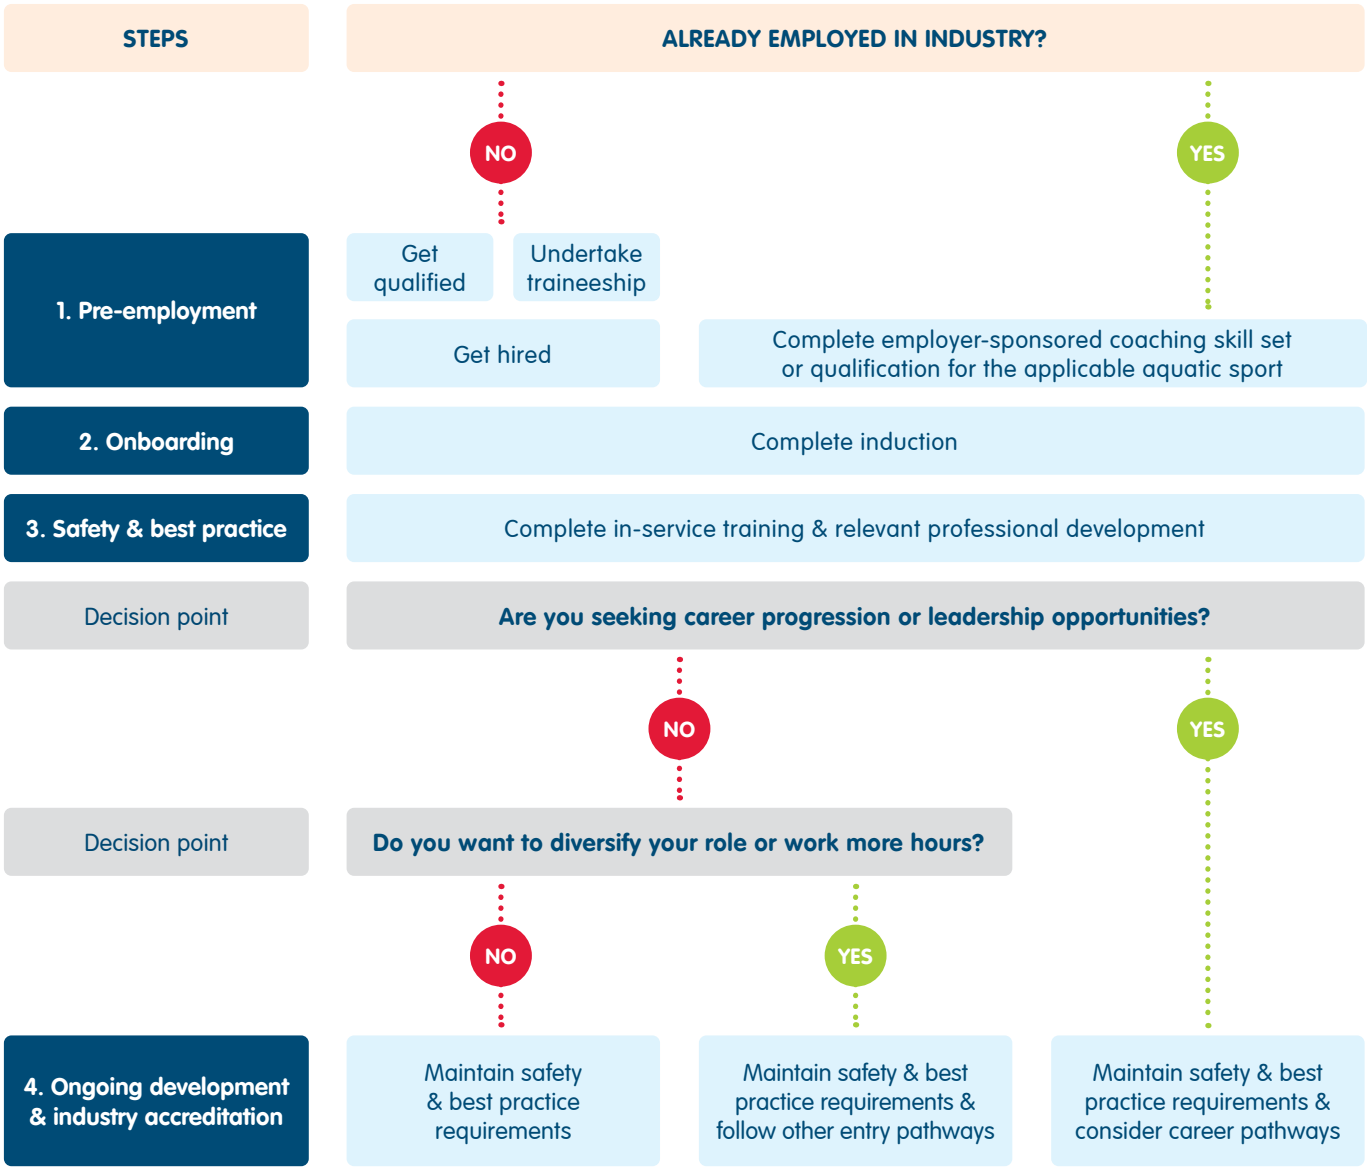 STEPS
ALREADY EMPLOYED IN INDUSTRY?
NO
YES
1. Pre-employment
Get
qualified
Undertake
traineeship
Get hired
Complete employer-sponsored coaching skill set
or qualification for the applicable aquatic sport
2. Onboarding
Complete induction
3. Safety & best practice
Complete in-service training & relevant professional development
Decision point
Are you seeking career progression or leadership opportunities?
NO
YES
Decision point
Do you want to diversify your role or work more hours?
NO
YES
4. Ongoing development
& industry accreditation
Maintain safety
& best practice
requirements
Maintain safety & best
practice requirements &
follow other entry pathways
Maintain safety & best
practice requirements &
consider career pathways